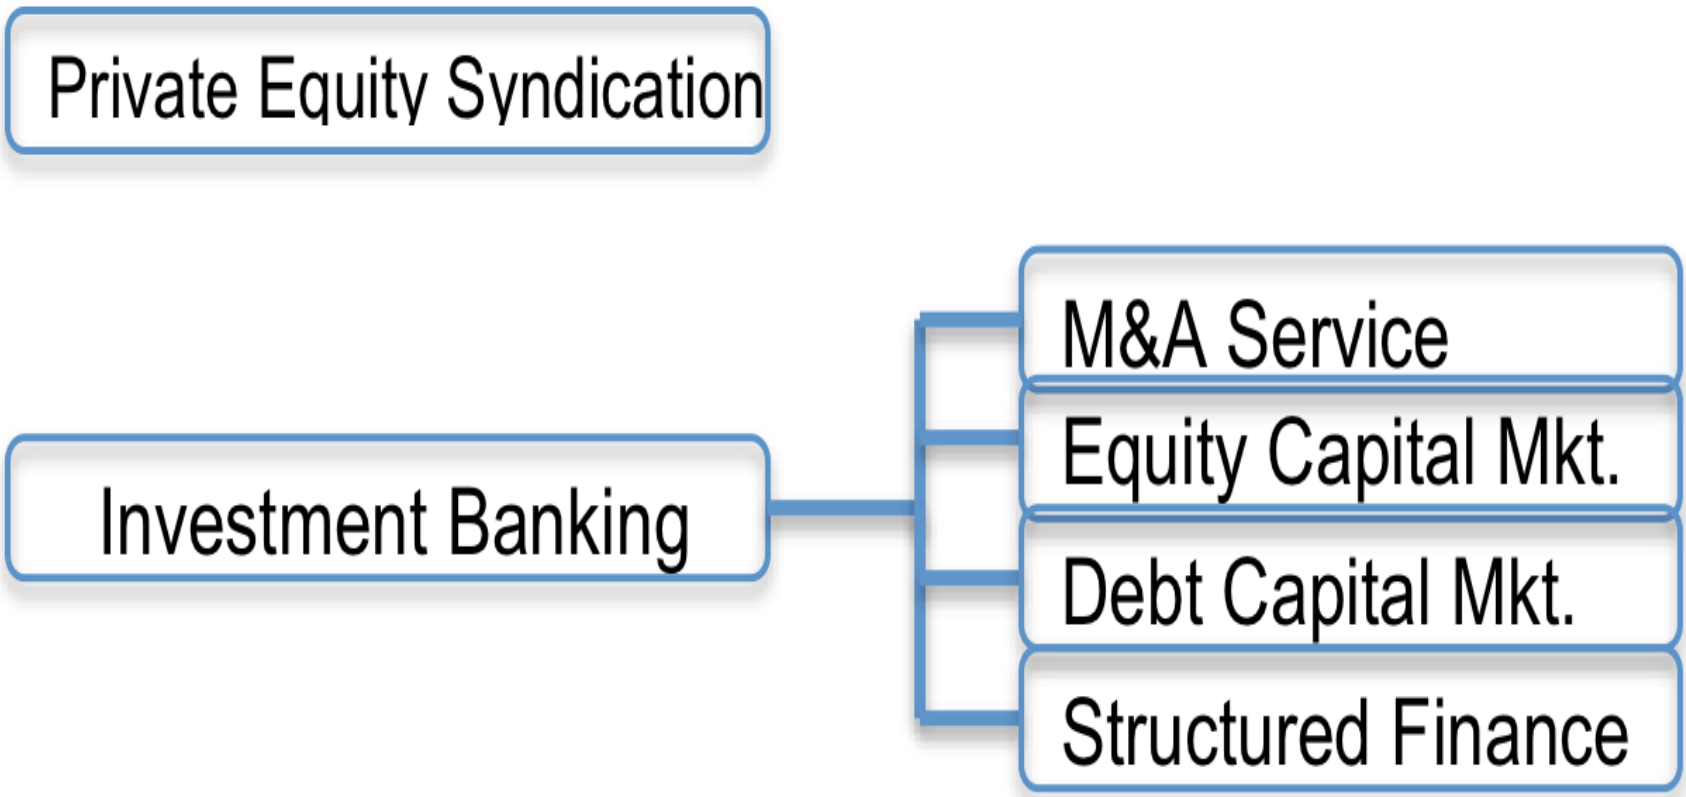 Private Equity Syndication
M&A Service
Equity Capital Mkt.
Investment Banking
Debt Capital Mkt.
Structured Finance